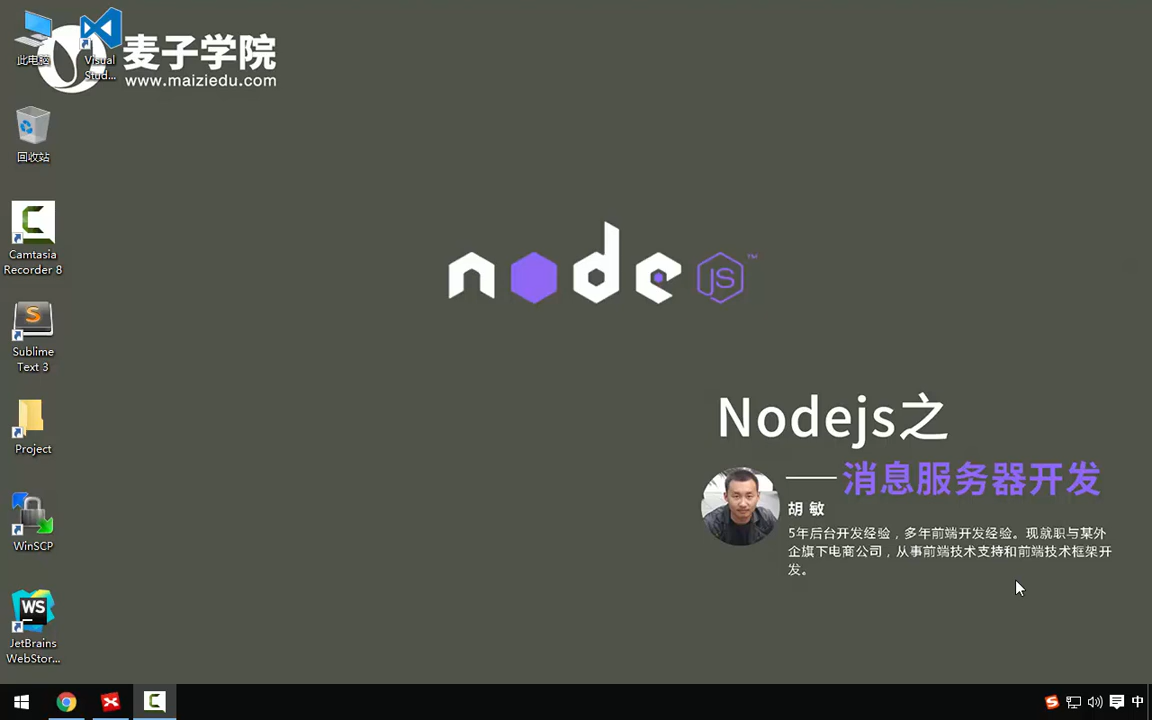 此电脑
Visual
Stud...
麦子学院
www.maiziedu.com
回收站
Camtasia
Recorder 8
Sublime
Text 3
Project
WinSCP
WS
JetBrains
WebStor...
node
JS
™
Nodejs之
——消息服务器开发
胡 敏
5年后台开发经验，多年前端开发经验。现就职与某外
企旗下电商公司，从事前端技术支持和前端技术框架开
发。
中